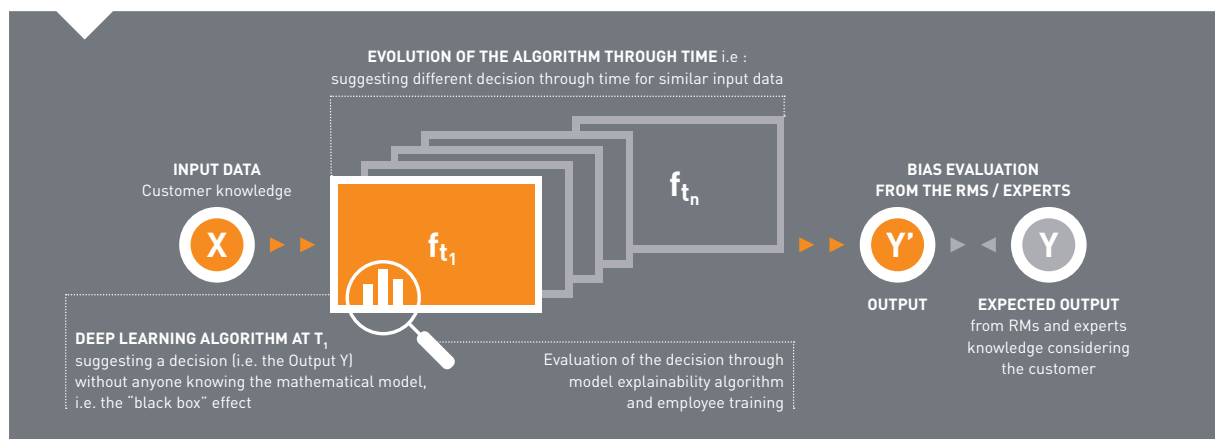 EVOLUTION OF THE ALGORITHM THROUGH TIME i.e :
suggesting different decision through time for similar input data
INPUT DATA
Customer knowledge
X
f t1
f tn
BIAS EVALUATION
FROM THE RMS / EXPERTS
Y'
Y
OUTPUT
EXPECTED OUTPUT
from RMs and experts
knowledge considering
the customer
DEEP LEARNING ALGORITHM AT T1
suggesting a decision (i.e. the Output Y)
without anyone knowing the mathematical model,
i.e. the “black box” effect
Evaluation of the decision through
model explainability algorithm
and employee training